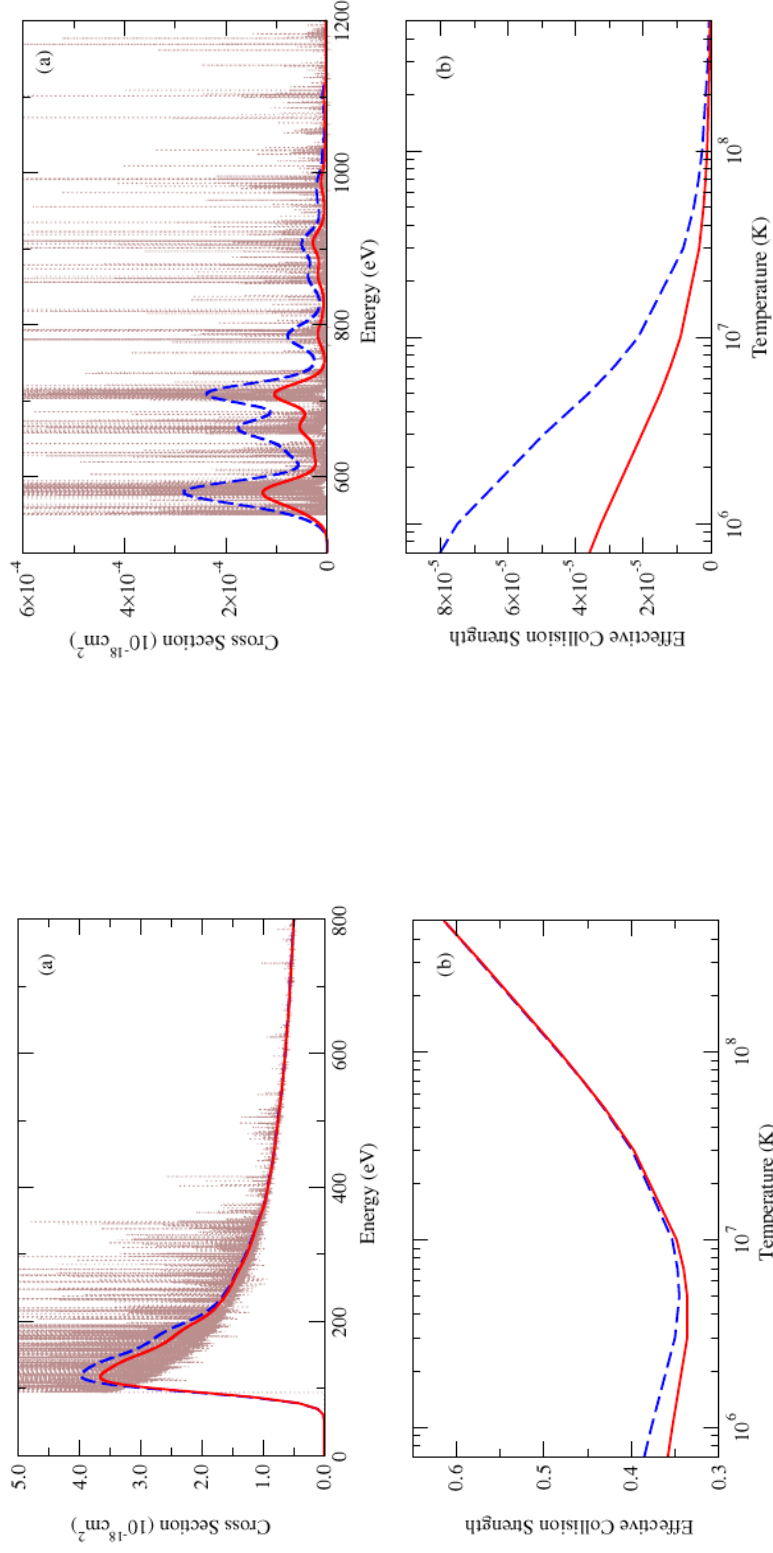 (a)
5.0
4.0
3.0
2.0
1.0
0.0
Cross Section (10⁻¹⁸cm²)
0
200
400
600
800
Energy (eV)
(b)
0.6
0.5
0.4
0.3
Effective Collision Strength
10⁶
10⁷
10⁸
Temperature (K)
(a)
6×10⁻⁴
4×10⁻⁴
2×10⁻⁴
0
Cross Section (10⁻¹⁸cm²)
600
800
1000
1200
Energy (eV)
(b)
8×10⁻⁵
6×10⁻⁵
4×10⁻⁵
2×10⁻⁵
0
Effective Collision Strength
10⁶
10⁷
10⁸
Temperature (K)